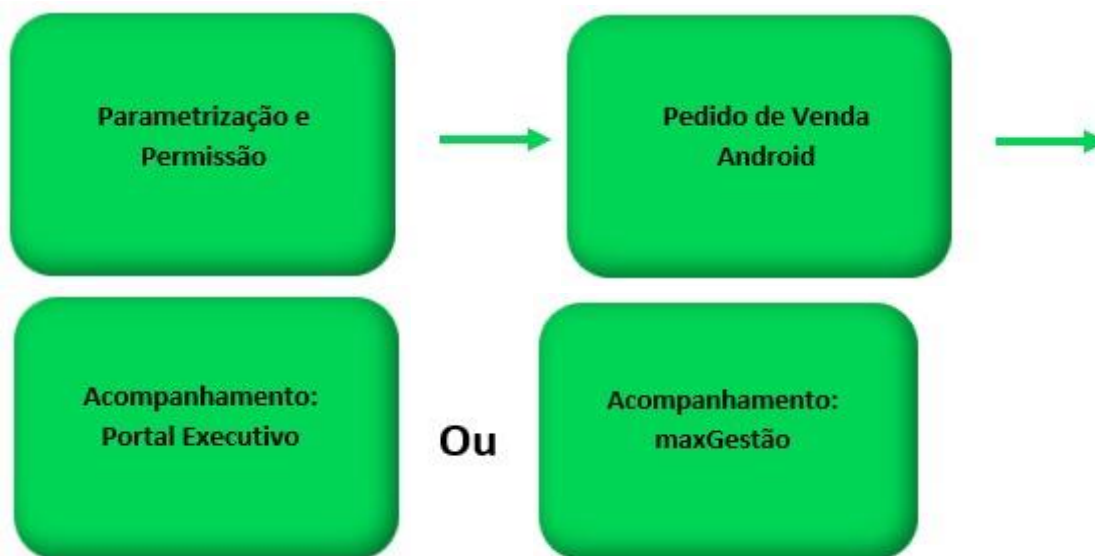 Parametrização e
Permissão
Pedido de Venda
Android
Acompanhamento:
Portal Executivo
Ou
Acompanhamento:
maxGestão